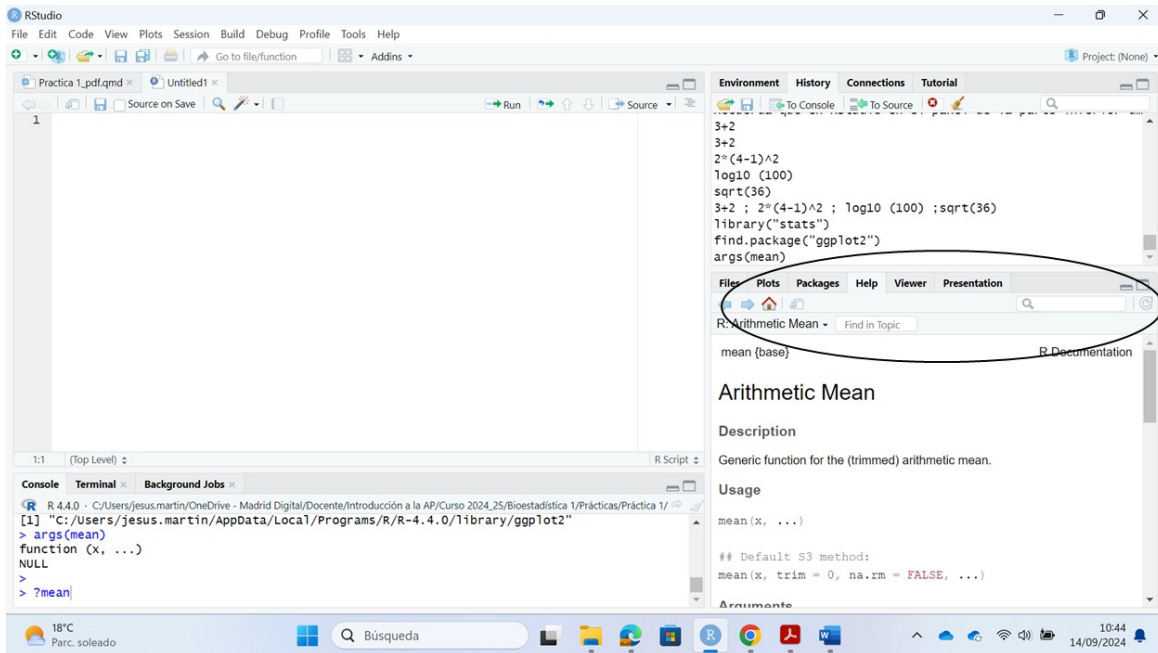 RStudio
File Edit Code View Plots Session Build Debug Profile Tools Help
Go to file/function Addins Project: (None)
Practica 1_pdf.qmd Untitled1
Source on Save Run Source
1
1:1 (Top Level) R Script
Console Terminal Background Jobs
R 4.4.0 · C:/Users/jesus.martin/OneDrive - Madrid Digital/Docente/Introducción a la AP/Curso 2024_25/Bioestadística 1/Prácticas/Práctica 1/
[1] "C:/Users/jesus.martin/AppData/Local/Programs/R/R-4.4.0/library/ggplot2"
> args(mean)
function (x, ...)
NULL
>
> ?mean
Environment History Connections Tutorial
To Console To Source
3+2
3+2
2*(4-1)^2
log10 (100)
sqrt(36)
3+2 ; 2*(4-1)^2 ; log10 (100) ;sqrt(36)
library("stats")
find.package("ggplot2")
args(mean)
Files Plots Packages Help Viewer Presentation
R: Arithmetic Mean Find in Topic
mean {base} R Documentation
Arithmetic Mean
Description
Generic function for the (trimmed) arithmetic mean.
Usage
mean(x, ...)
## Default S3 method:
mean(x, trim = 0, na.rm = FALSE, ...)
Arguments
18°C
Parc. soleado
Búsqueda
10:44
14/09/2024